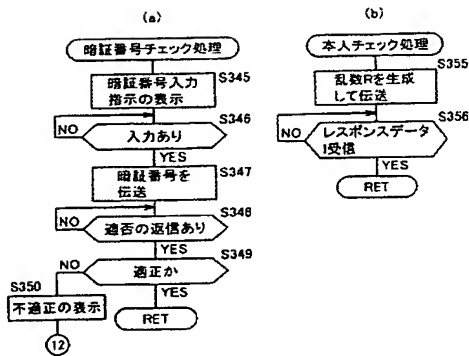 (a)
暗証番号チェック処理
S345
暗証番号入力
指示の表示
S346
NO
入力あり
YES
S347
暗証番号を
伝送
S348
NO
適否の返信あり
YES
S349
NO
適正か
YES
S350
不適正の表示
RET
12
(b)
本人チェック処理
S355
乱数Rを生成
して伝送
S356
NO
レスポンスデータ
I受信
YES
RET